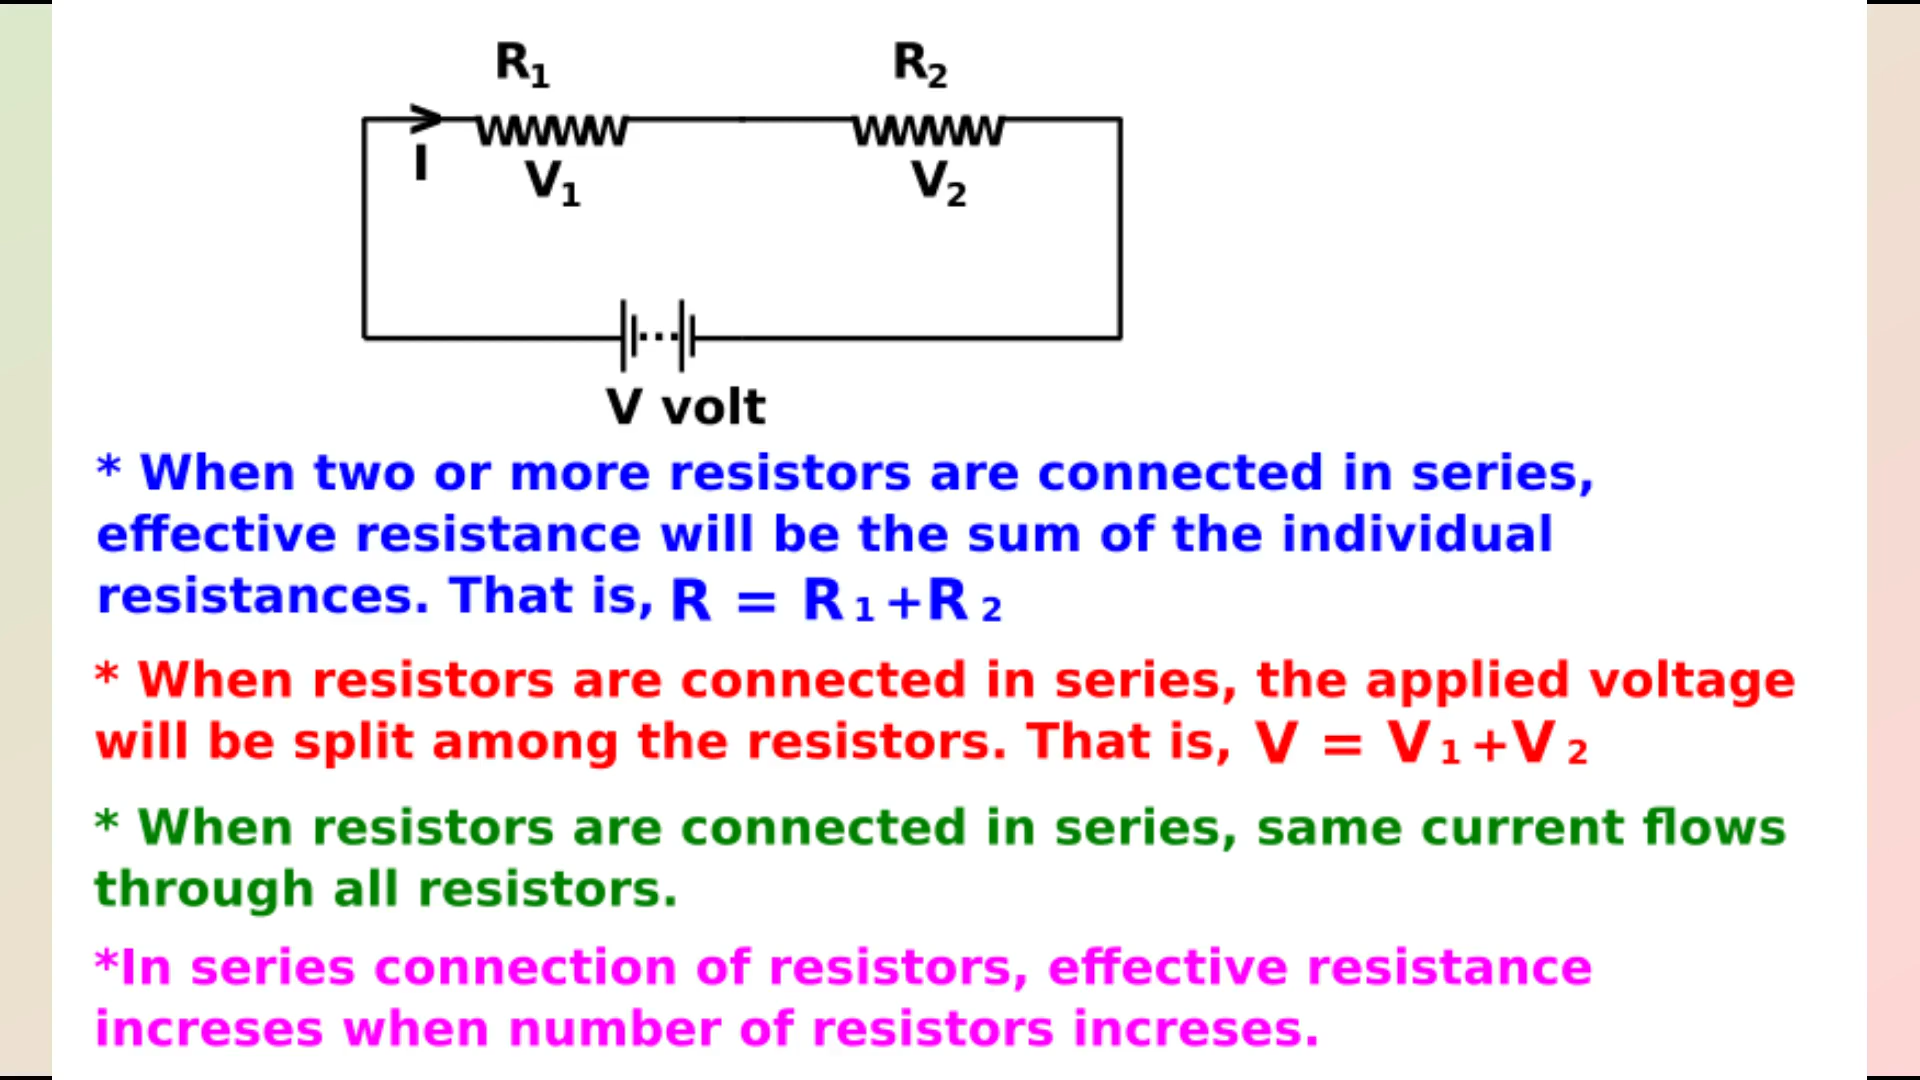 R₁ R₂
I V₁ V₂
V volt
* When two or more resistors are connected in series,
effective resistance will be the sum of the individual
resistances. That is, R = R₁+R₂
* When resistors are connected in series, the applied voltage
will be split among the resistors. That is, V = V₁+V₂
* When resistors are connected in series, same current flows
through all resistors.
*In series connection of resistors, effective resistance
increses when number of resistors increses.